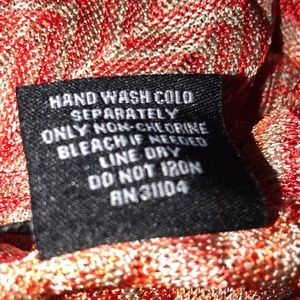 HAND WASH COLD
SEPARATELY
ONLY NON-CHLORINE
BLEACH IF NEEDED
LINE DRY
DO NOT IRON
RN 31104